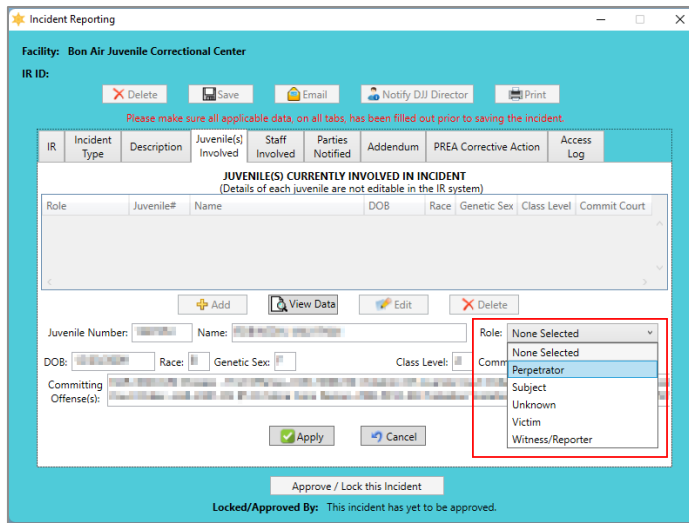 Incident Reporting
Facility: Bon Air Juvenile Correctional Center
IR ID:
Delete Save Email Notify DJJ Director Print
Please make sure all applicable data, on all tabs, has been filled out prior to saving the incident.
IR Incident Type Description Juvenile(s) Involved Staff Involved Parties Notified Addendum PREA Corrective Action Access Log
JUVENILE(S) CURRENTLY INVOLVED IN INCIDENT
(Details of each juvenile are not editable in the IR system)
Role Juvenile# Name DOB Race Genetic Sex Class Level Commit Court
Add View Data Edit Delete
Juvenile Number: Name: Role: None Selected
None Selected
DOB: Race: Genetic Sex: Class Level: Comm
Perpetrator
Committing Offense(s):
Subject
Unknown
Victim
Witness/Reporter
Apply Cancel
Approve / Lock this Incident
Locked/Approved By: This incident has yet to be approved.